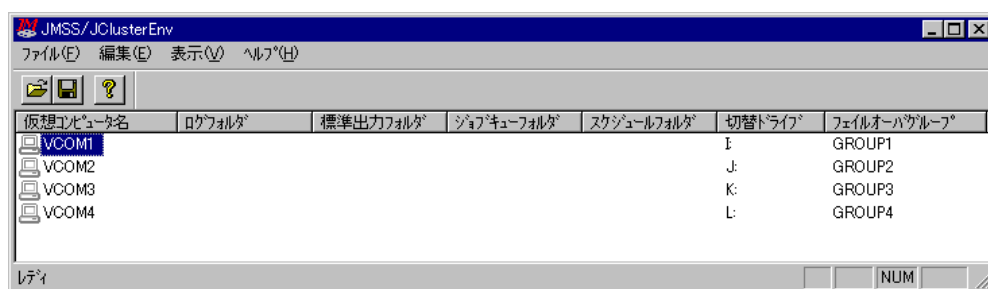 JMSS/JClusterEnv
ﾌｧｲﾙ(F) 編集(E) 表示(V) ﾍﾙﾌﾟ(H)
仮想ｺﾝﾋﾟｭｰﾀ名 ﾛｸﾞﾌｫﾙﾀﾞ 標準出力ﾌｫﾙﾀﾞ ｼﾞｮﾌﾞｷｭｰﾌｫﾙﾀﾞ ｽｹｼﾞｭｰﾙﾌｫﾙﾀﾞ 切替ﾄﾞﾗｲﾌﾞ ﾌｪｲﾙｵｰﾊﾞｸﾞﾙｰﾌﾟ
VCOM1 I: GROUP1
VCOM2 J: GROUP2
VCOM3 K: GROUP3
VCOM4 L: GROUP4
ﾚﾃﾞｨ NUM